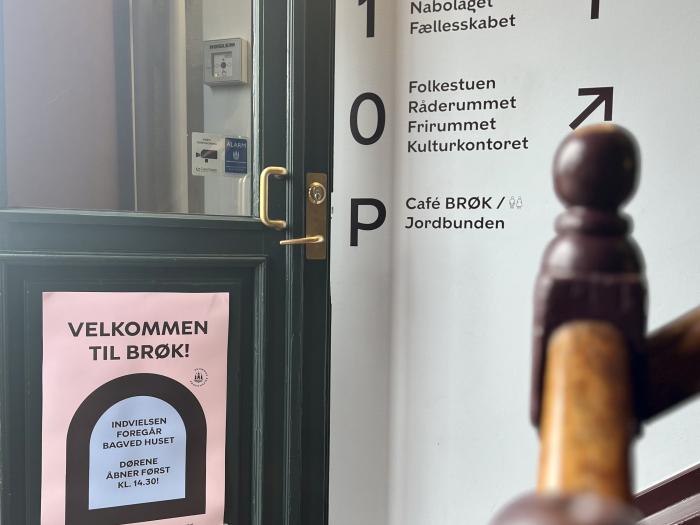 1
Nabolaget
Fællesskabet
0
Folkestuen
Råderummet
Frirummet
Kulturkontoret
P
Café BRØK /
Jordbunden
ALARM
VELKOMMEN
TIL BRØK!
INDVIELSEN
FOREGÅR
BAGVED HUSET
DØRENE
ÅBNER FØRST
KL. 14.30!